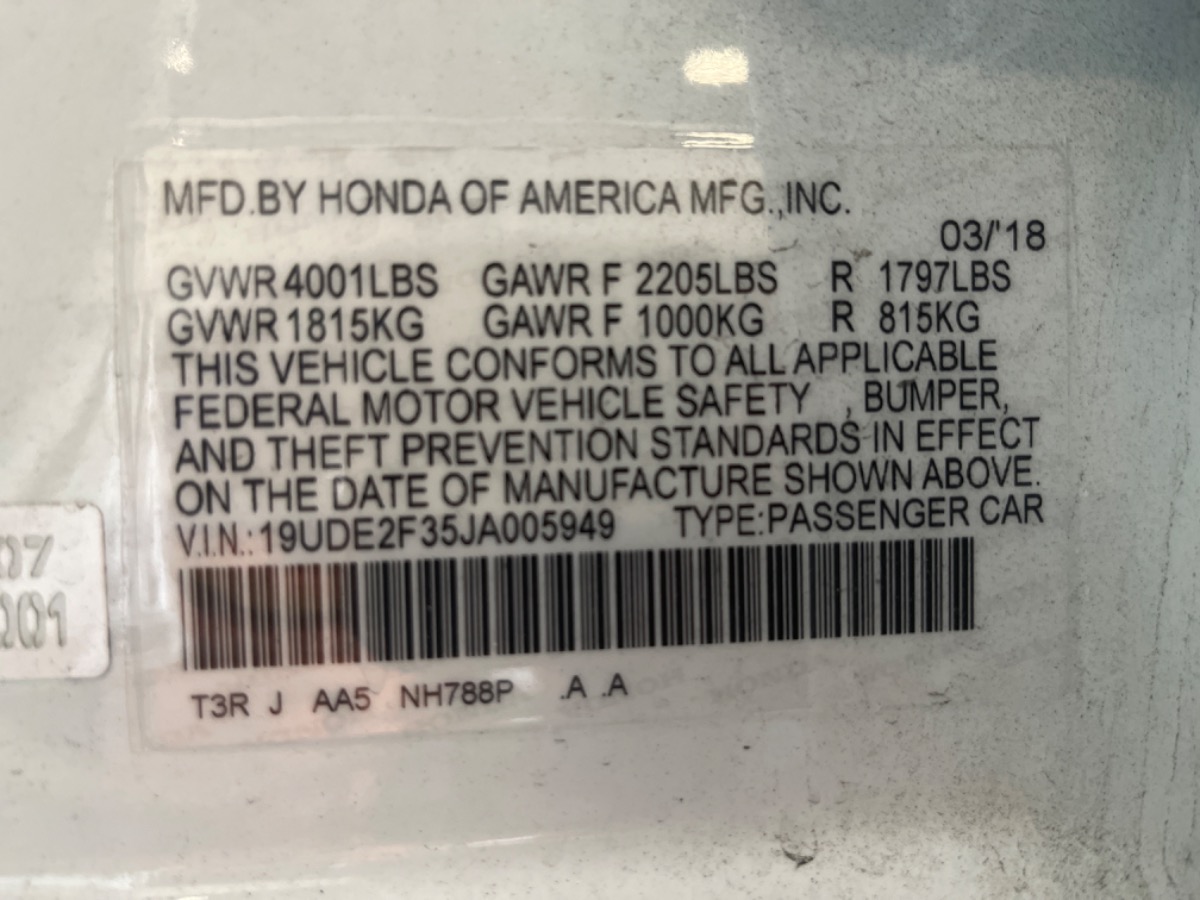 MFD.BY HONDA OF AMERICA MFG.,INC.
03/'18
GVWR 4001LBS GAWR F 2205LBS R 1797LBS
GVWR 1815KG GAWR F 1000KG R 815KG
THIS VEHICLE CONFORMS TO ALL APPLICABLE
FEDERAL MOTOR VEHICLE SAFETY , BUMPER,
AND THEFT PREVENTION STANDARDS IN EFFECT
ON THE DATE OF MANUFACTURE SHOWN ABOVE.
V.I.N.: 19UDE2F35JA005949 TYPE:PASSENGER CAR
T3R J AA5 NH788P .A .A